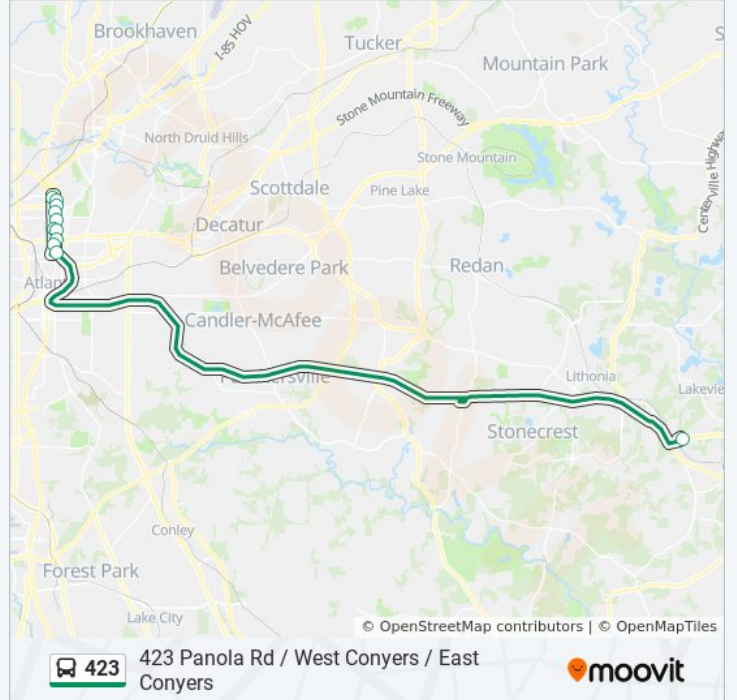 Brookhaven
I-85 HOV
Tucker
Mountain Park
Stone Mountain Freeway
North Druid Hills
Stone Mountain
Scottdale
Pine Lake
Decatur
Belvedere Park
Redan
Candler-McAfee
Lithonia
Lakevie
Stonecrest
Conley
Forest Park
Lake City
© OpenStreetMap contributors | © OpenMapTiles
423
423 Panola Rd / West Conyers / East
Conyers
moovit